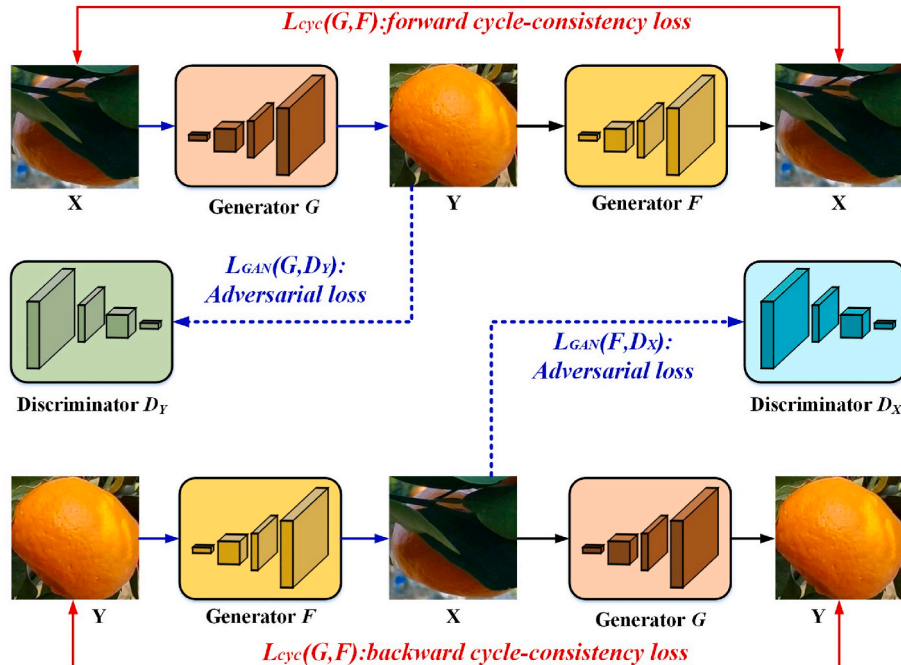 Lcyc(G,F):forward cycle-consistency loss
X
Generator G
Y
Generator F
X
LGAN(G,DY):
Adversarial loss
LGAN(F,DX):
Adversarial loss
Discriminator DY
Discriminator DX
Y
Generator F
X
Generator G
Y
Lcyc(G,F):backward cycle-consistency loss